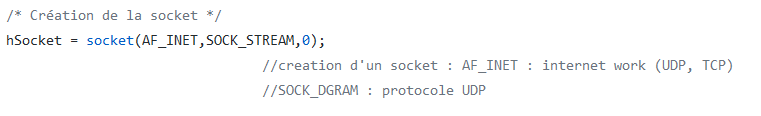 /* Création de la socket */
hSocket = socket(AF_INET,SOCK_STREAM,0);
//creation d'un socket : AF_INET : internet work (UDP, TCP)
//SOCK_DGRAM : protocole UDP